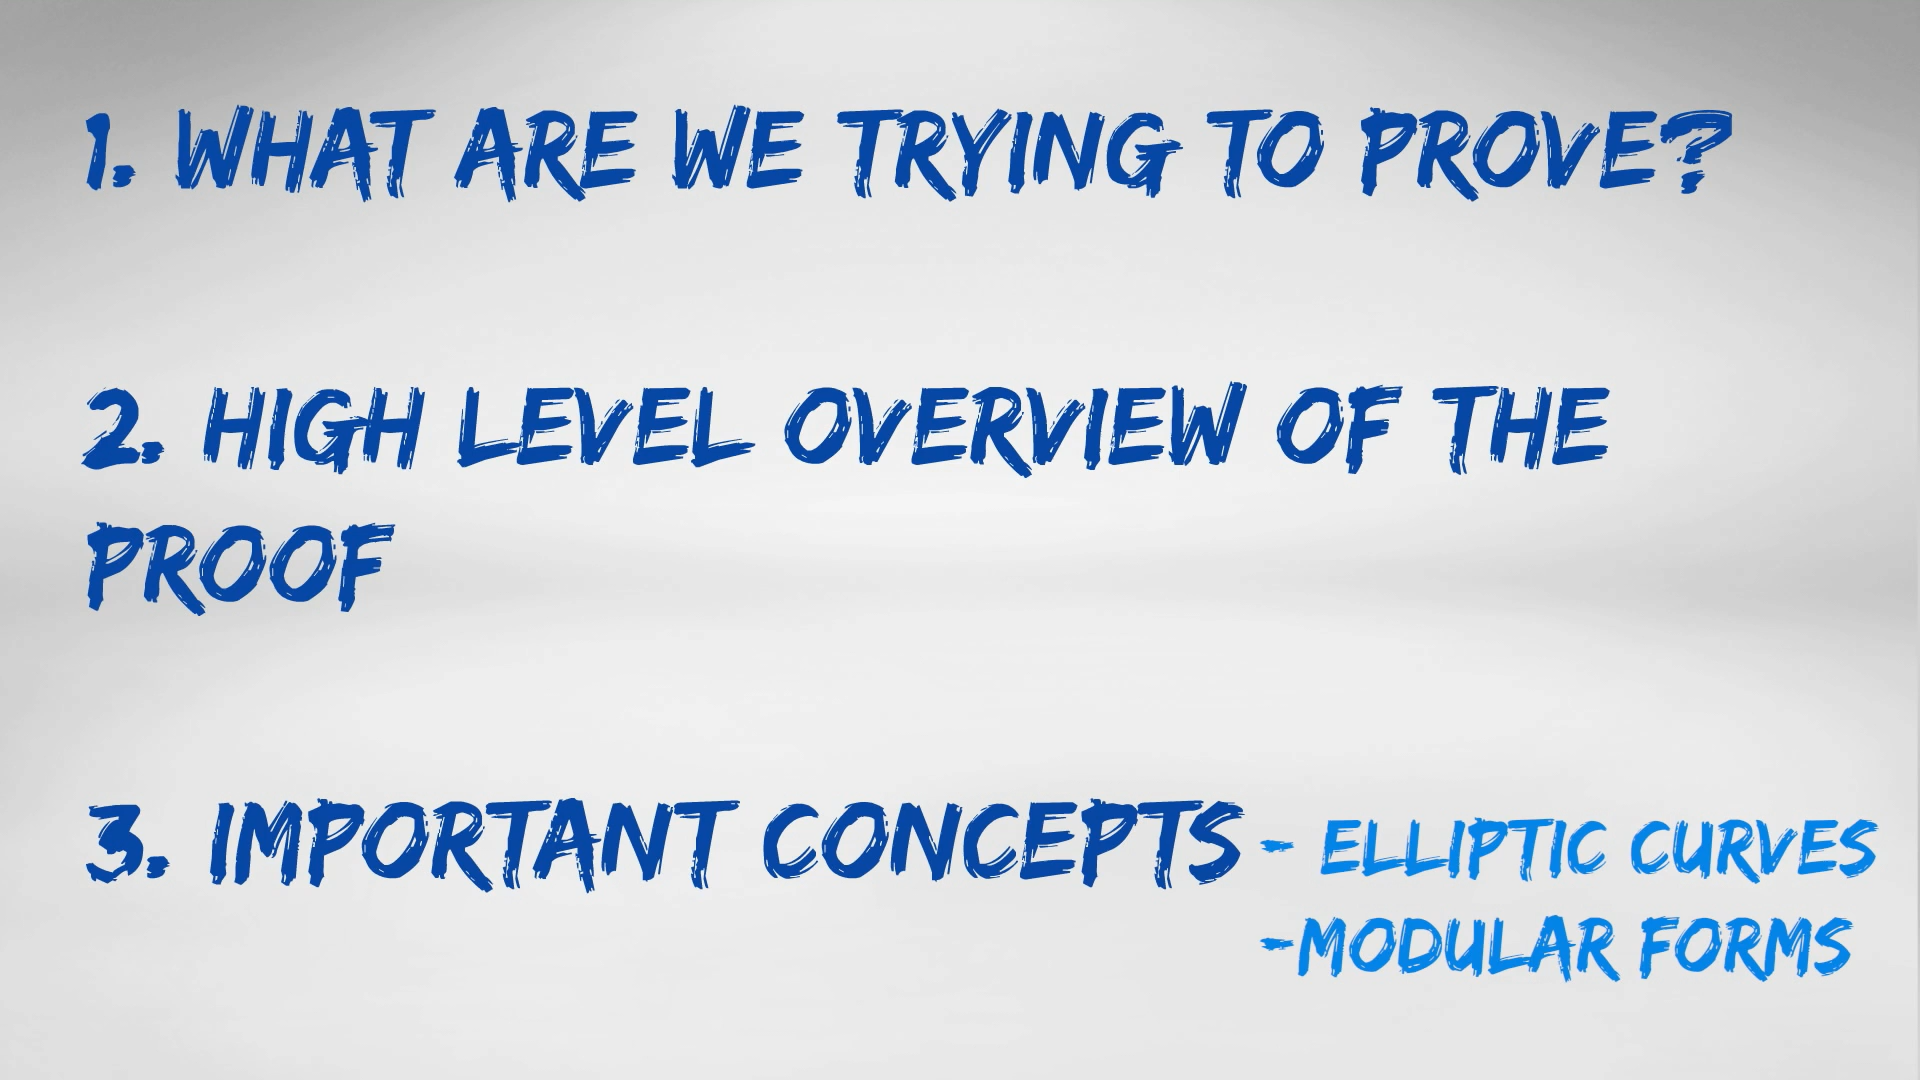 1. WHAT ARE WE TRYING TO PROVE?
2. HIGH LEVEL OVERVIEW OF THE
PROOF
3. IMPORTANT CONCEPTS - ELLIPTIC CURVES
-MODULAR FORMS